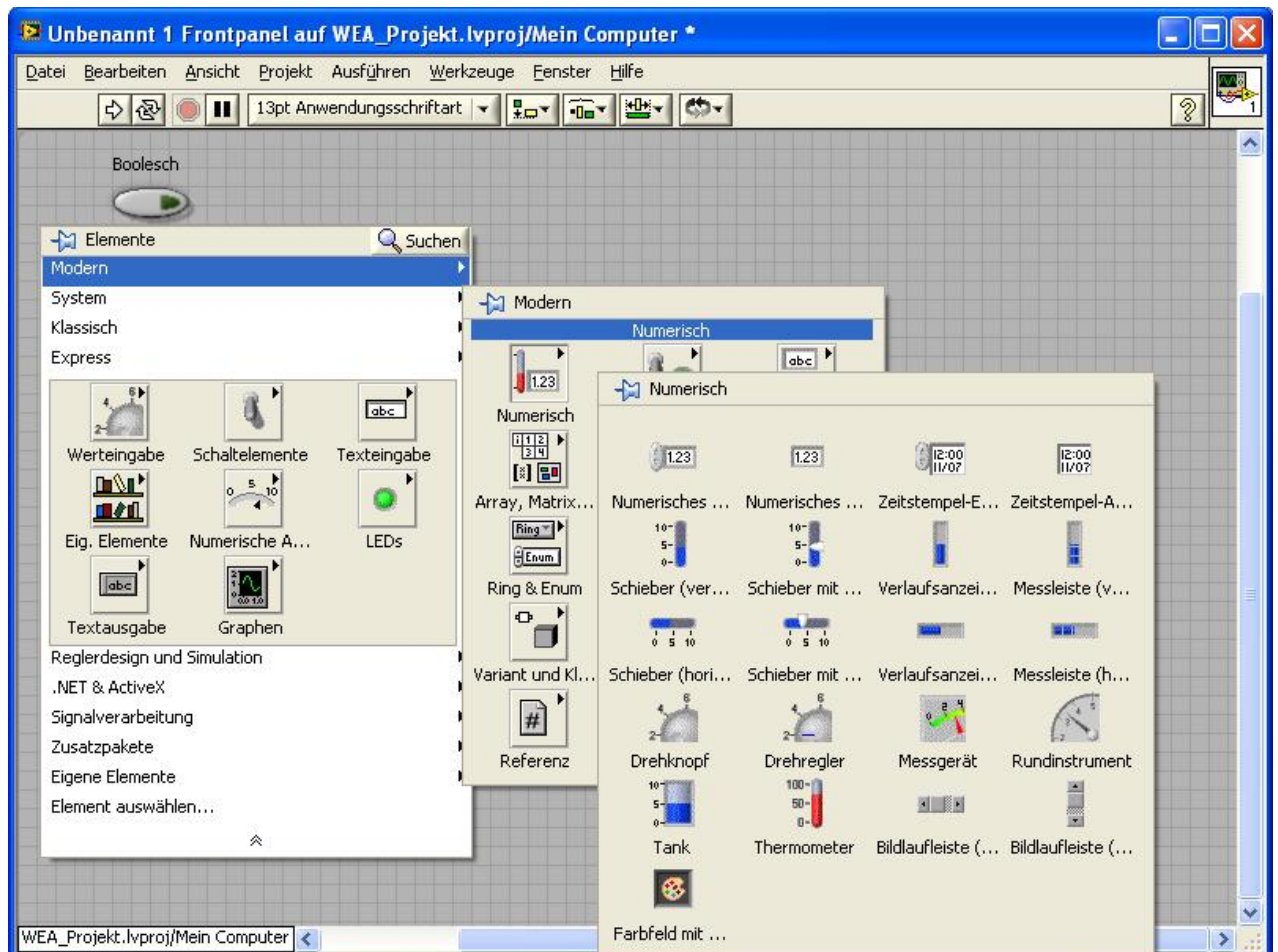 Unbenannt 1 Frontpanel auf WEA_Projekt.lvproj/Mein Computer *
Datei Bearbeiten Ansicht Projekt Ausführen Werkzeuge Fenster Hilfe
13pt Anwendungsschriftart
1
Boolesch
Elemente Suchen
Modern
System
Klassisch
Express
Werteingabe Schaltelemente Texteingabe
Eig. Elemente Numerische A... LEDs
Textausgabe Graphen
Reglerdesign und Simulation
.NET & ActiveX
Signalverarbeitung
Zusatzpakete
Eigene Elemente
Element auswählen...
Modern
Numerisch
Numerisch
Array, Matrix...
Ring & Enum
Variant und Kl...
Referenz
Numerisch
Numerisches ... Numerisches ... Zeitstempel-E... Zeitstempel-A...
Schieber (ver... Schieber mit ... Verlaufsanzei... Messleiste (v...
Schieber (hori... Schieber mit ... Verlaufsanzei... Messleiste (h...
Drehknopf Drehregler Messgerät Rundinstrument
Tank Thermometer Bildlaufleiste (... Bildlaufleiste (...
Farbfeld mit ...
WEA_Projekt.lvproj/Mein Computer